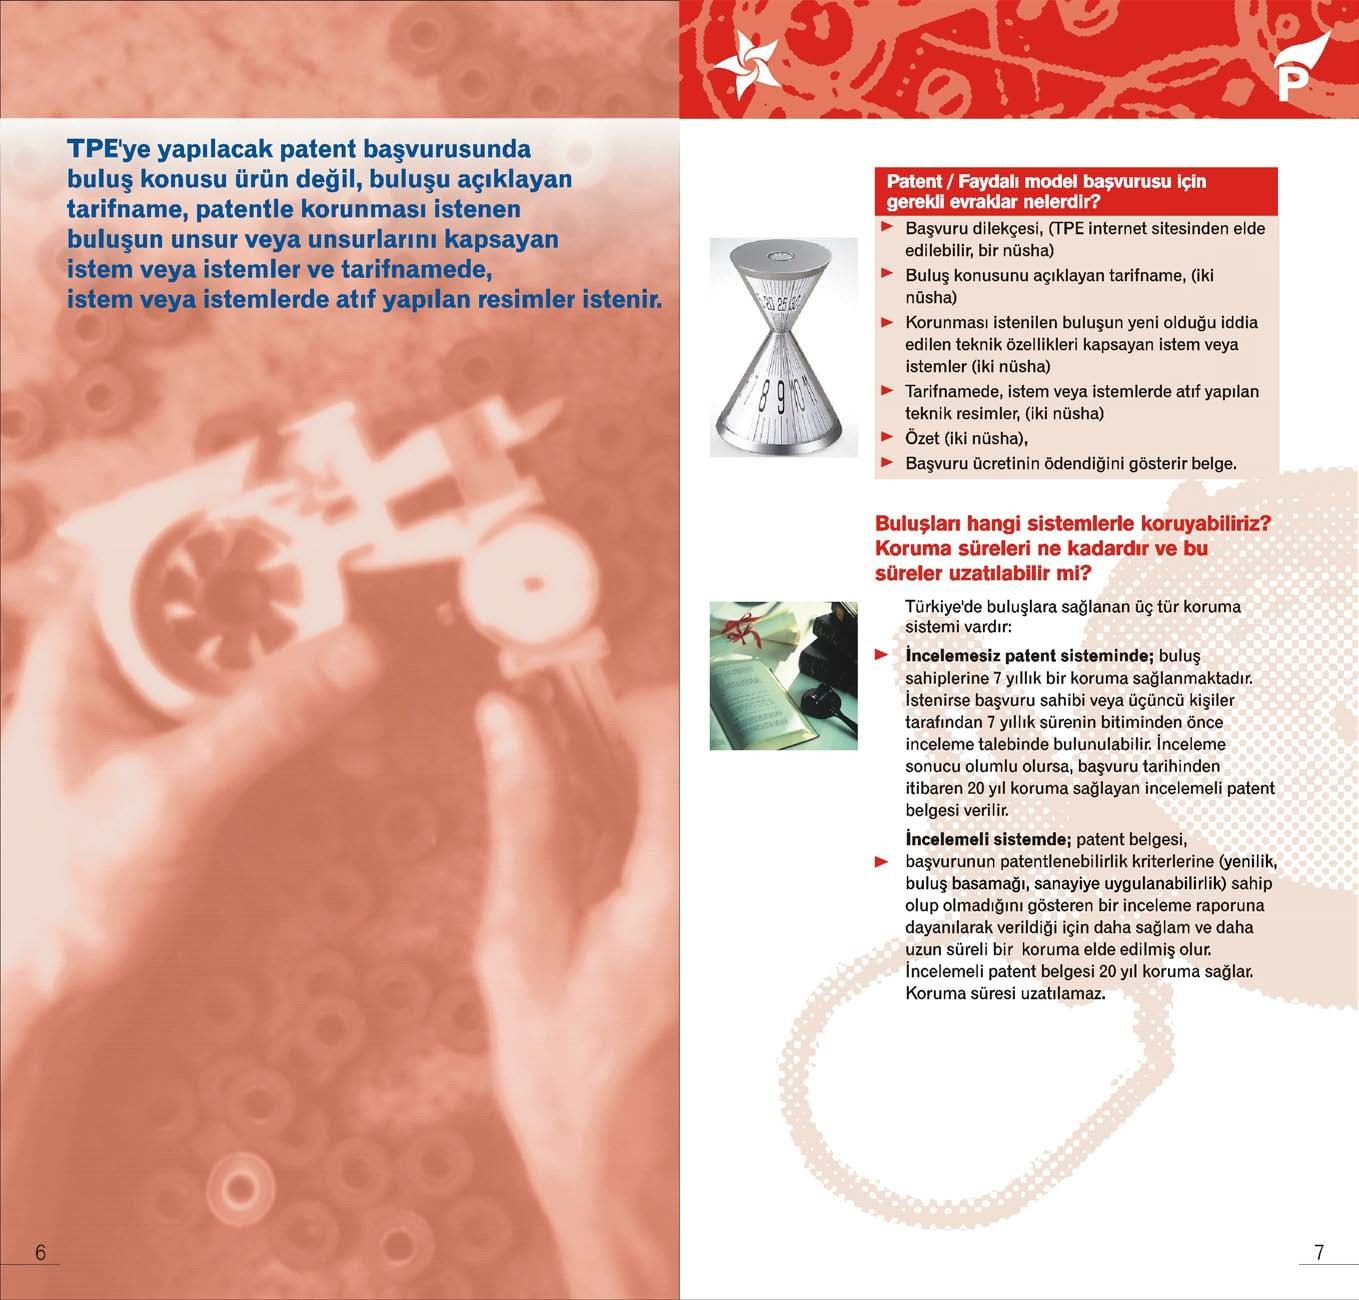 TPE'ye yapılacak patent başvurusunda
buluş konusu ürün değil, buluşu açıklayan
tarifname, patentle korunması istenen
buluşun unsur veya unsurlarını kapsayan
istem veya istemler ve tarifnamede,
istem veya istemlerde atıf yapılan resimler istenir.
6
P
Patent / Faydalı model başvurusu için
gerekli evraklar nelerdir?
Başvuru dilekçesi, (TPE internet sitesinden elde
edilebilir, bir nüsha)
Buluş konusunu açıklayan tarifname, (iki
nüsha)
Korunması istenilen buluşun yeni olduğu iddia
edilen teknik özellikleri kapsayan istem veya
istemler (iki nüsha)
Tarifnamede, istem veya istemlerde atıf yapılan
teknik resimler, (iki nüsha)
Özet (iki nüsha),
Başvuru ücretinin ödendiğini gösterir belge.
20 25
8 9 10 11
Buluşları hangi sistemlerle koruyabiliriz?
Koruma süreleri ne kadardır ve bu
süreler uzatılabilir mi?
Türkiye'de buluşlara sağlanan üç tür koruma
sistemi vardır:
İncelemesiz patent sisteminde; buluş
sahiplerine 7 yıllık bir koruma sağlanmaktadır.
İstenirse başvuru sahibi veya üçüncü kişiler
tarafından 7 yıllık sürenin bitiminden önce
inceleme talebinde bulunulabilir. İnceleme
sonucu olumlu olursa, başvuru tarihinden
itibaren 20 yıl koruma sağlayan incelemeli patent
belgesi verilir.
İncelemeli sistemde; patent belgesi,
başvurunun patentlenebilirlik kriterlerine (yenilik,
buluş basamağı, sanayiye uygulanabilirlik) sahip
olup olmadığını gösteren bir inceleme raporuna
dayanılarak verildiği için daha sağlam ve daha
uzun süreli bir koruma elde edilmiş olur.
İncelemeli patent belgesi 20 yıl koruma sağlar.
Koruma süresi uzatılamaz.
7